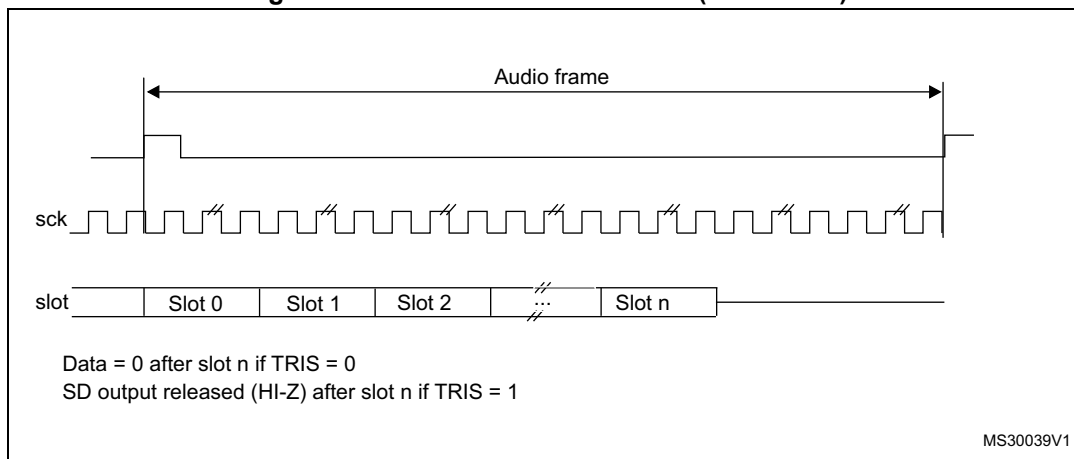 Audio frame
sck
slot Slot 0 Slot 1 Slot 2 ... Slot n
Data = 0 after slot n if TRIS = 0
SD output released (HI-Z) after slot n if TRIS = 1
MS30039V1